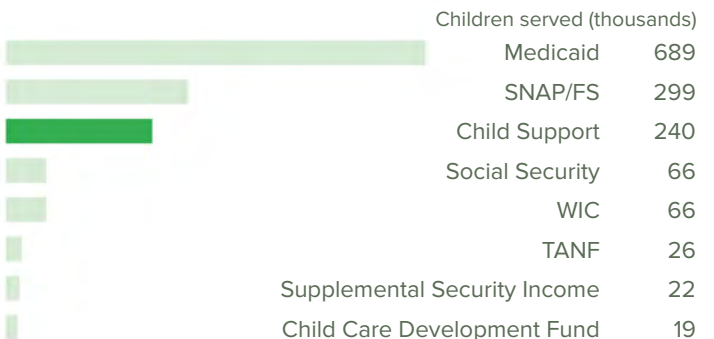 Children served (thousands)
Medicaid 689
SNAP/FS 299
Child Support 240
Social Security 66
WIC 66
TANF 26
Supplemental Security Income 22
Child Care Development Fund 19